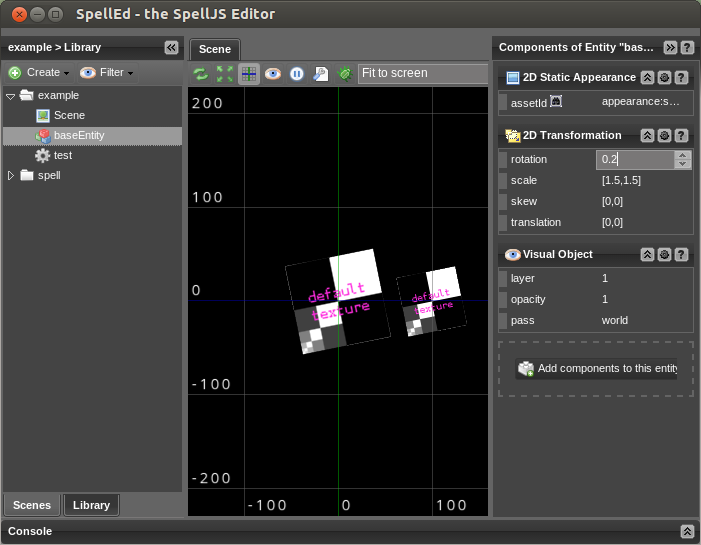 SpellEd - the SpellJS Editor
example > Library
Create
Filter
example
Scene
baseEntity
test
spell
Scenes
Library
Scene
Fit to screen
200
100
0
-100
-200
-100
0
100
default
texture
default
texture
Components of Entity "bas...
2D Static Appearance
assetId
appearance:s...
2D Transformation
rotation
0.2
scale
[1.5,1.5]
skew
[0,0]
translation
[0,0]
Visual Object
layer
1
opacity
1
pass
world
Add components to this entity
Console